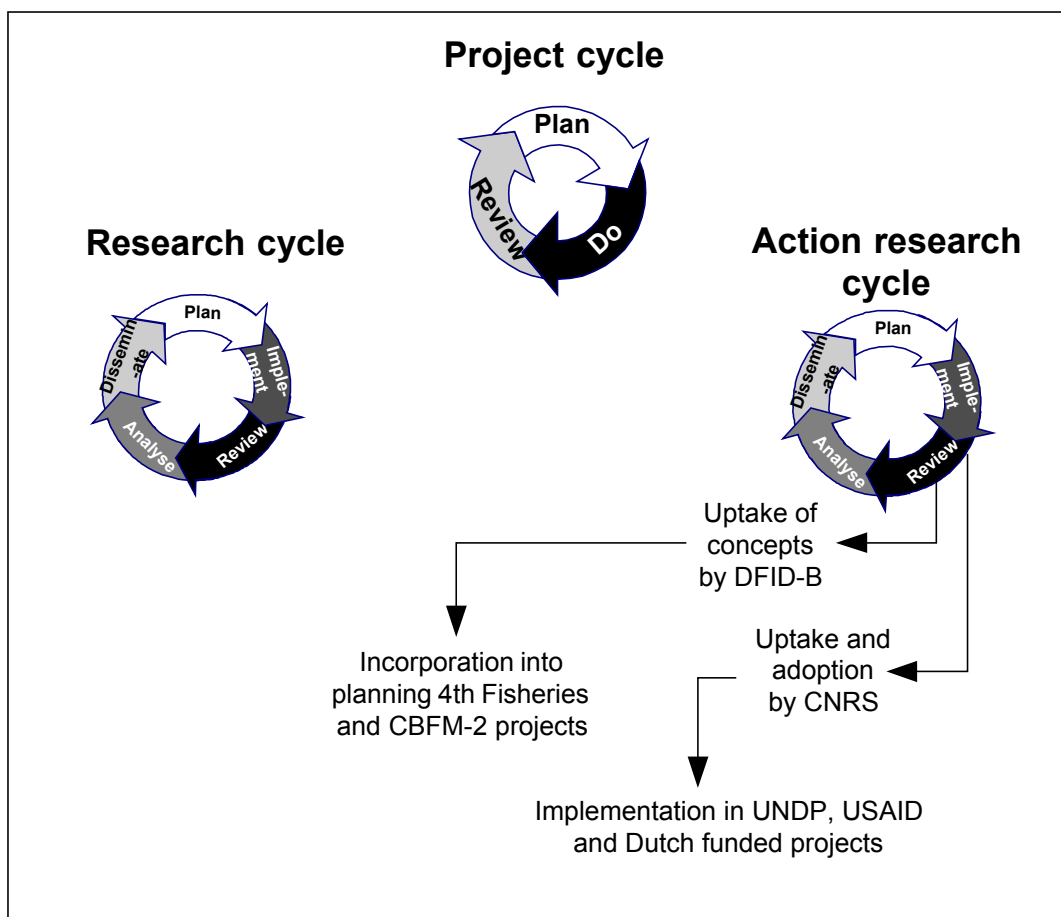 Project cycle
Plan
Do
Review
Research cycle
Plan
Imple-
ment
Review
Analyse
Dissemin
-ate
Action research
cycle
Plan
Imple-
ment
Review
Analyse
Dissemin
-ate
Uptake of
concepts
by DFID-B
Incorporation into
planning 4th Fisheries
and CBFM-2 projects
Uptake and
adoption
by CNRS
Implementation in UNDP, USAID
and Dutch funded projects